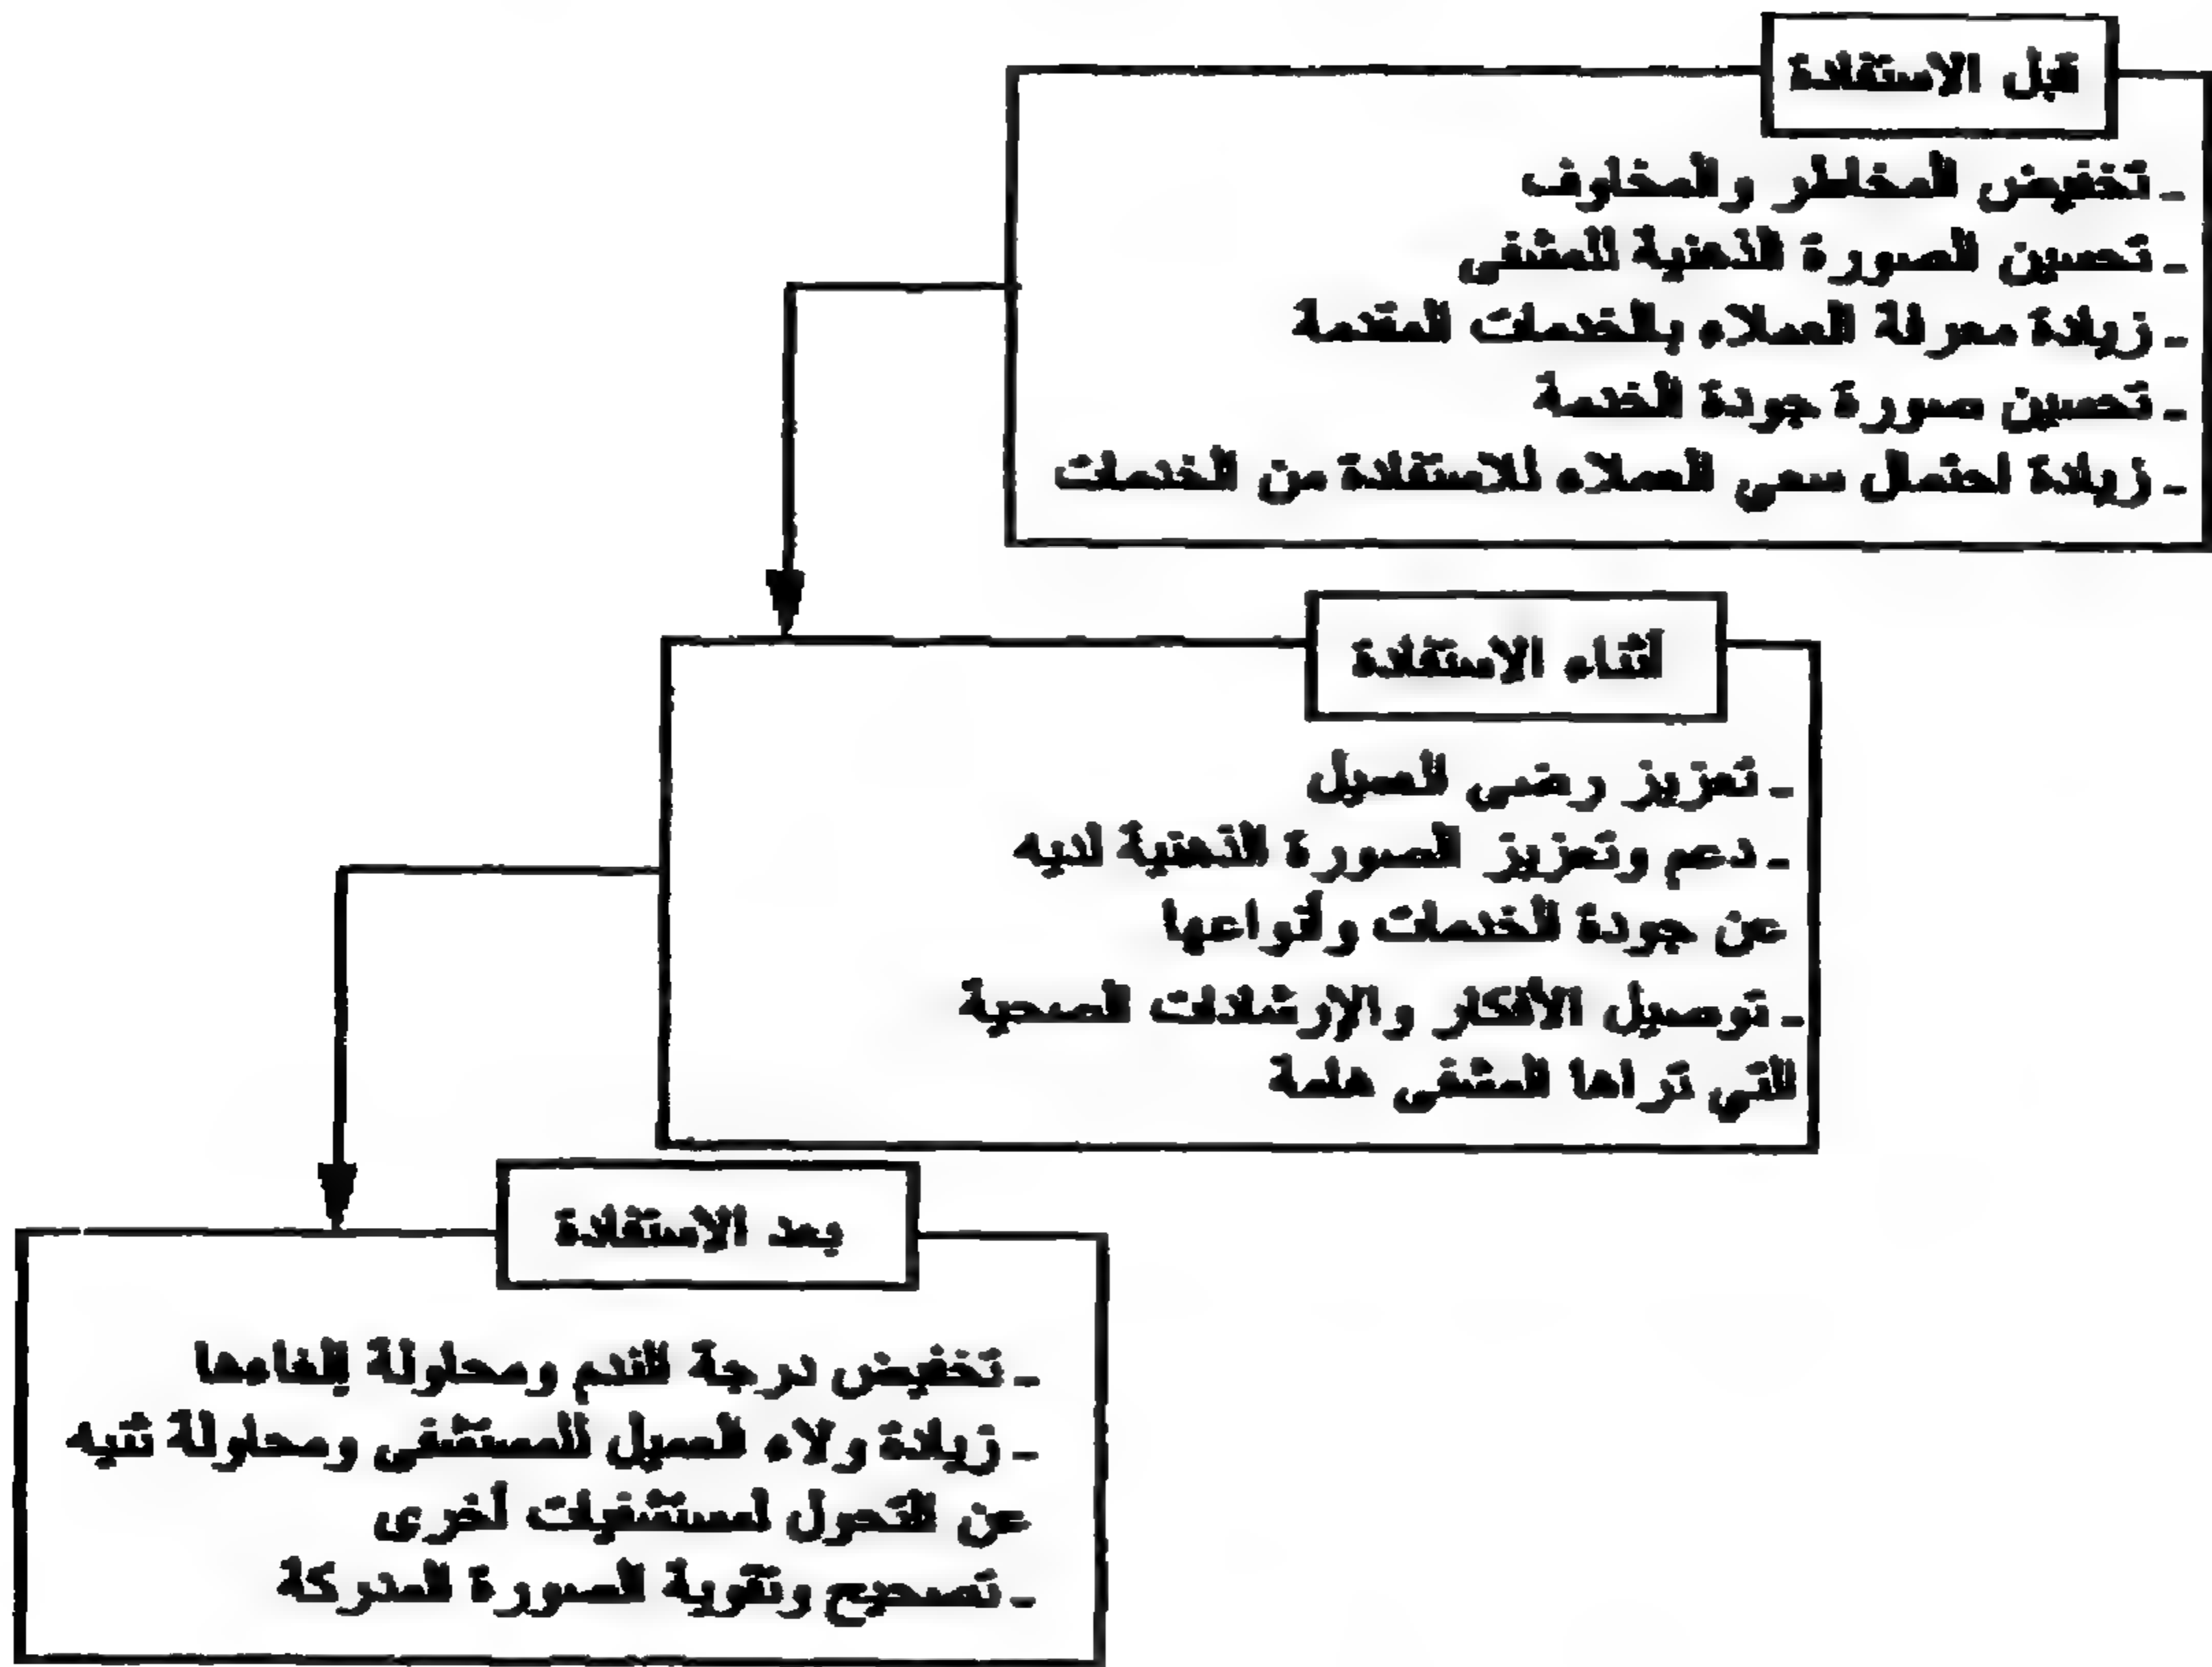 قبل الاستفادة
- تخفيض المخاطر والمخاوف
- تحسين الصورة الذهنية للمشفى
- زيادة معرفة العملاء بالخدمات المقدمة
- تحسين صورة جودة الخدمة
- زيادة احتمال سعي العملاء للاستفادة من الخدمات
أثناء الاستفادة
- تعزيز رضى العميل
- دعم وتعزيز الصورة الذهنية لديه
عن جودة الخدمات وأنواعها
- توصيل الأفكار والإرشادات الصحية
التي تراها المشفى هامة
بعد الاستفادة
- تخفيض درجة الندم ومحاولة إلغاءها
- زيادة ولاء العميل للمستشفى ومحاولة ثنيه
عن التحول لمستشفيات أخرى
- تصحيح وتقوية الصورة المدركة